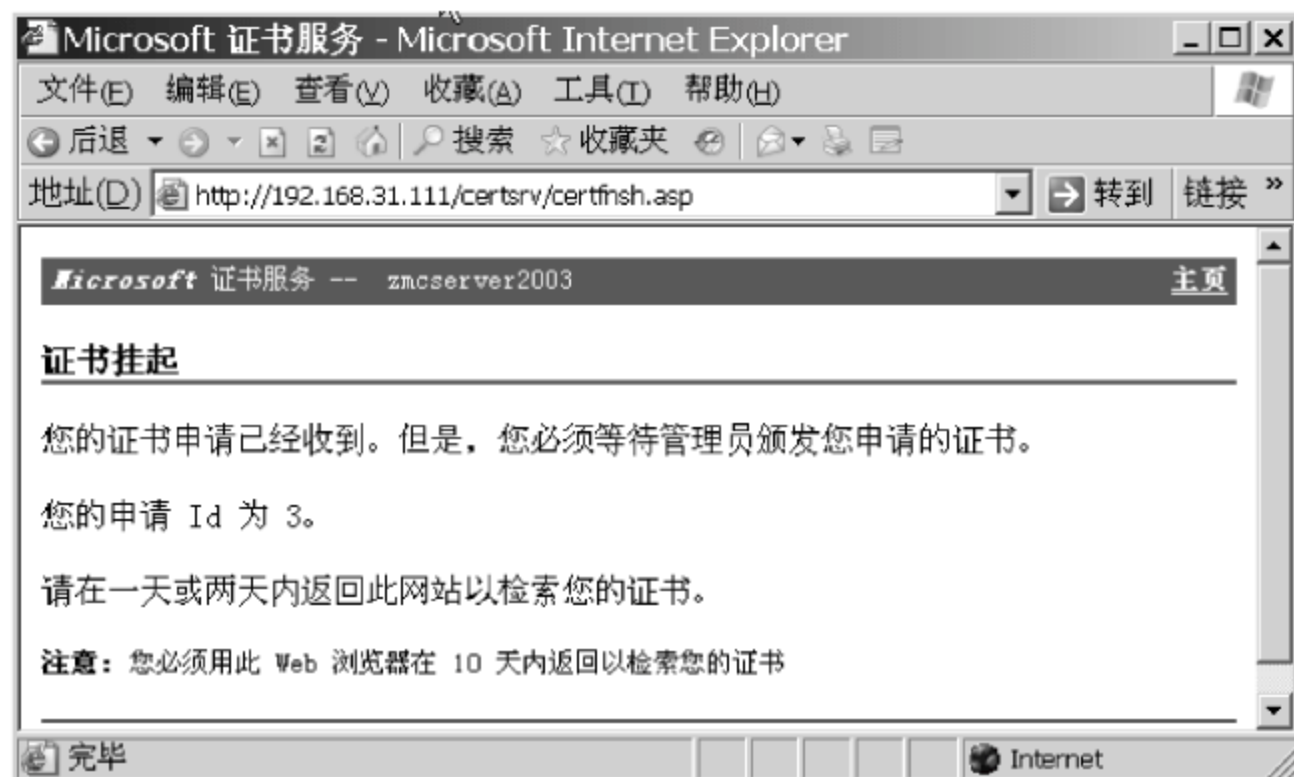 Microsoft 证书服务 - Microsoft Internet Explorer
文件(F) 编辑(E) 查看(V) 收藏(A) 工具(T) 帮助(H)
后退 搜索 收藏夹
地址(D) http://192.168.31.111/certsrv/certfnsh.asp 转到 链接 »
Microsoft 证书服务 -- zmcserver2003 主页
证书挂起
您的证书申请已经收到。但是，您必须等待管理员颁发您申请的证书。
您的申请 Id 为 3。
请在一天或两天内返回此网站以检索您的证书。
注意：您必须用此 Web 浏览器在 10 天内返回以检索您的证书
完毕 Internet